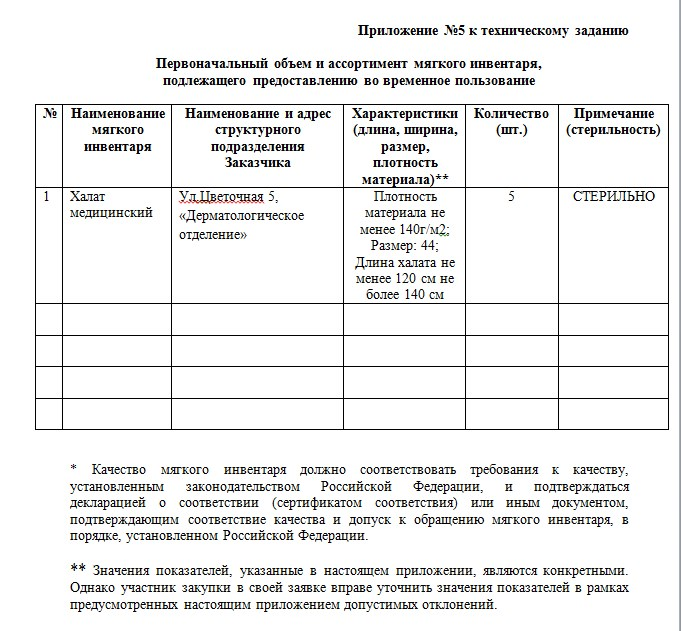 Приложение №5 к техническому заданию
Первоначальный объем и ассортимент мягкого инвентаря,
подлежащего предоставлению во временное пользование
№
Наименование
мягкого
инвентаря
Наименование и адрес
структурного
подразделения
Заказчика
Характеристики
(длина, ширина,
размер,
плотность
материала)**
Количество
(шт.)
Примечание
(стерильность)
1
Халат
медицинский
Ул.Цветочная 5,
«Дерматологическое
отделение»
Плотность
материала не
менее 140г/м2;
Размер: 44;
Длина халата не
менее 120 см не
более 140 см
5
СТЕРИЛЬНО
* Качество мягкого инвентаря должно соответствовать требования к качеству,
установленным законодательством Российской Федерации, и подтверждаться
декларацией о соответствии (сертификатом соответствия) или иным документом,
подтверждающим соответствие качества и допуск к обращению мягкого инвентаря, в
порядке, установленном Российской Федерации.
** Значения показателей, указанные в настоящем приложении, являются конкретными.
Однако участник закупки в своей заявке вправе уточнить значения показателей в рамках
предусмотренных настоящим приложением допустимых отклонений.